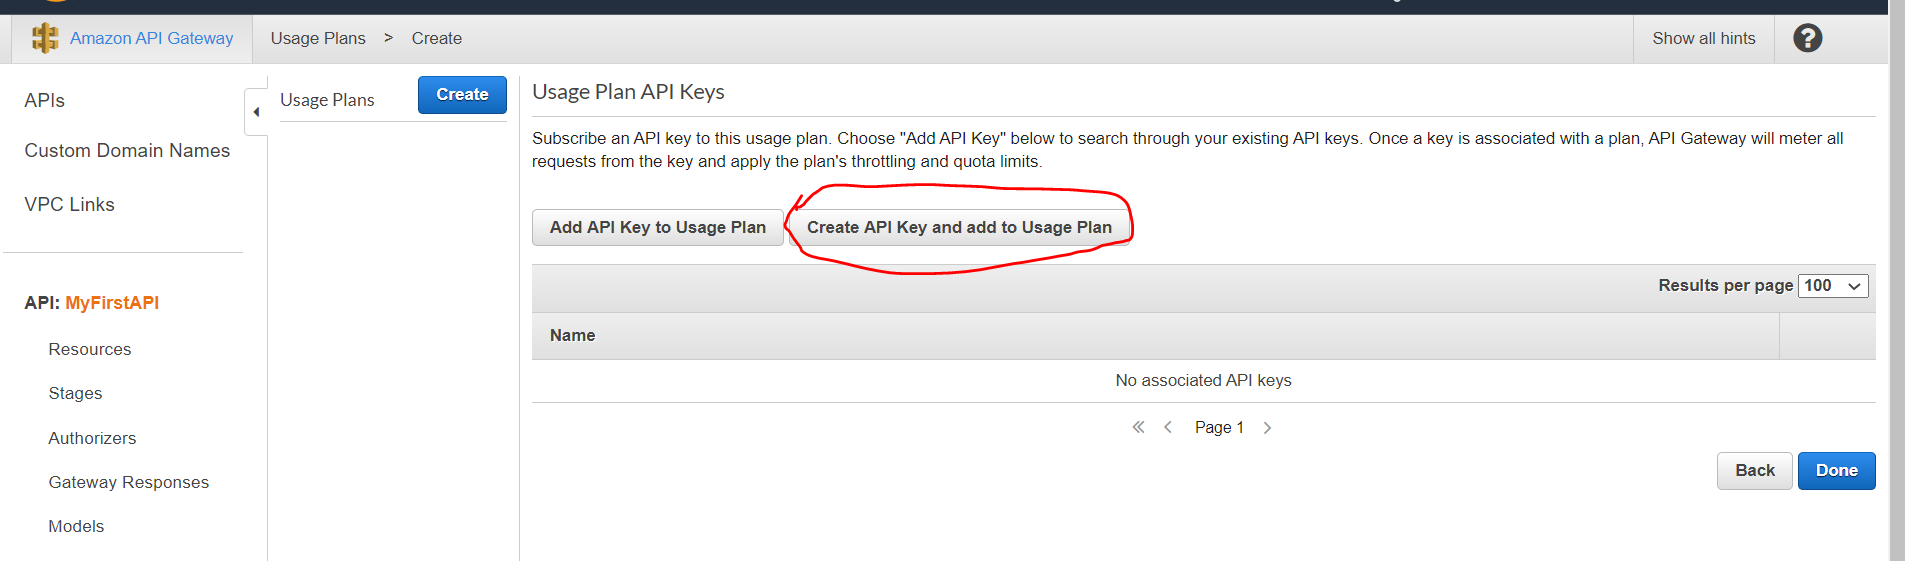 Amazon API Gateway
Usage Plans > Create
Show all hints
?
APIs
Custom Domain Names
VPC Links
API: MyFirstAPI
Resources
Stages
Authorizers
Gateway Responses
Models
Usage Plans
Create
Usage Plan API Keys
Subscribe an API key to this usage plan. Choose "Add API Key" below to search through your existing API keys. Once a key is associated with a plan, API Gateway will meter all
requests from the key and apply the plan's throttling and quota limits.
Add API Key to Usage Plan
Create API Key and add to Usage Plan
Results per page 100
Name
No associated API keys
« < Page 1 >
Back
Done